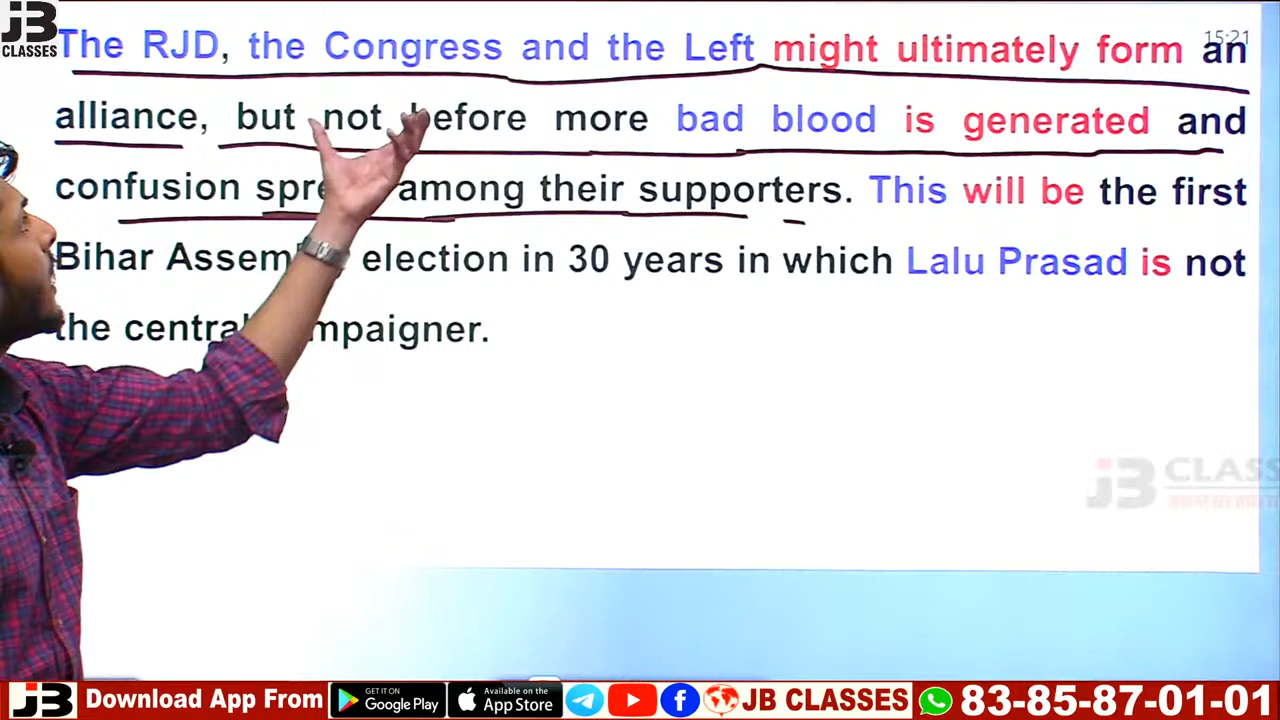 JB
CLASSES
15:21
The RJD, the Congress and the Left might ultimately form an
alliance, but not before more bad blood is generated and
confusion among their supporters. This will be the first
Bihar election in 30 years in which Lalu Prasad is not
the central
JB CLASS
JB Download App From GET IT ON Google Play Available on the App Store JB CLASSES 83-85-87-01-01